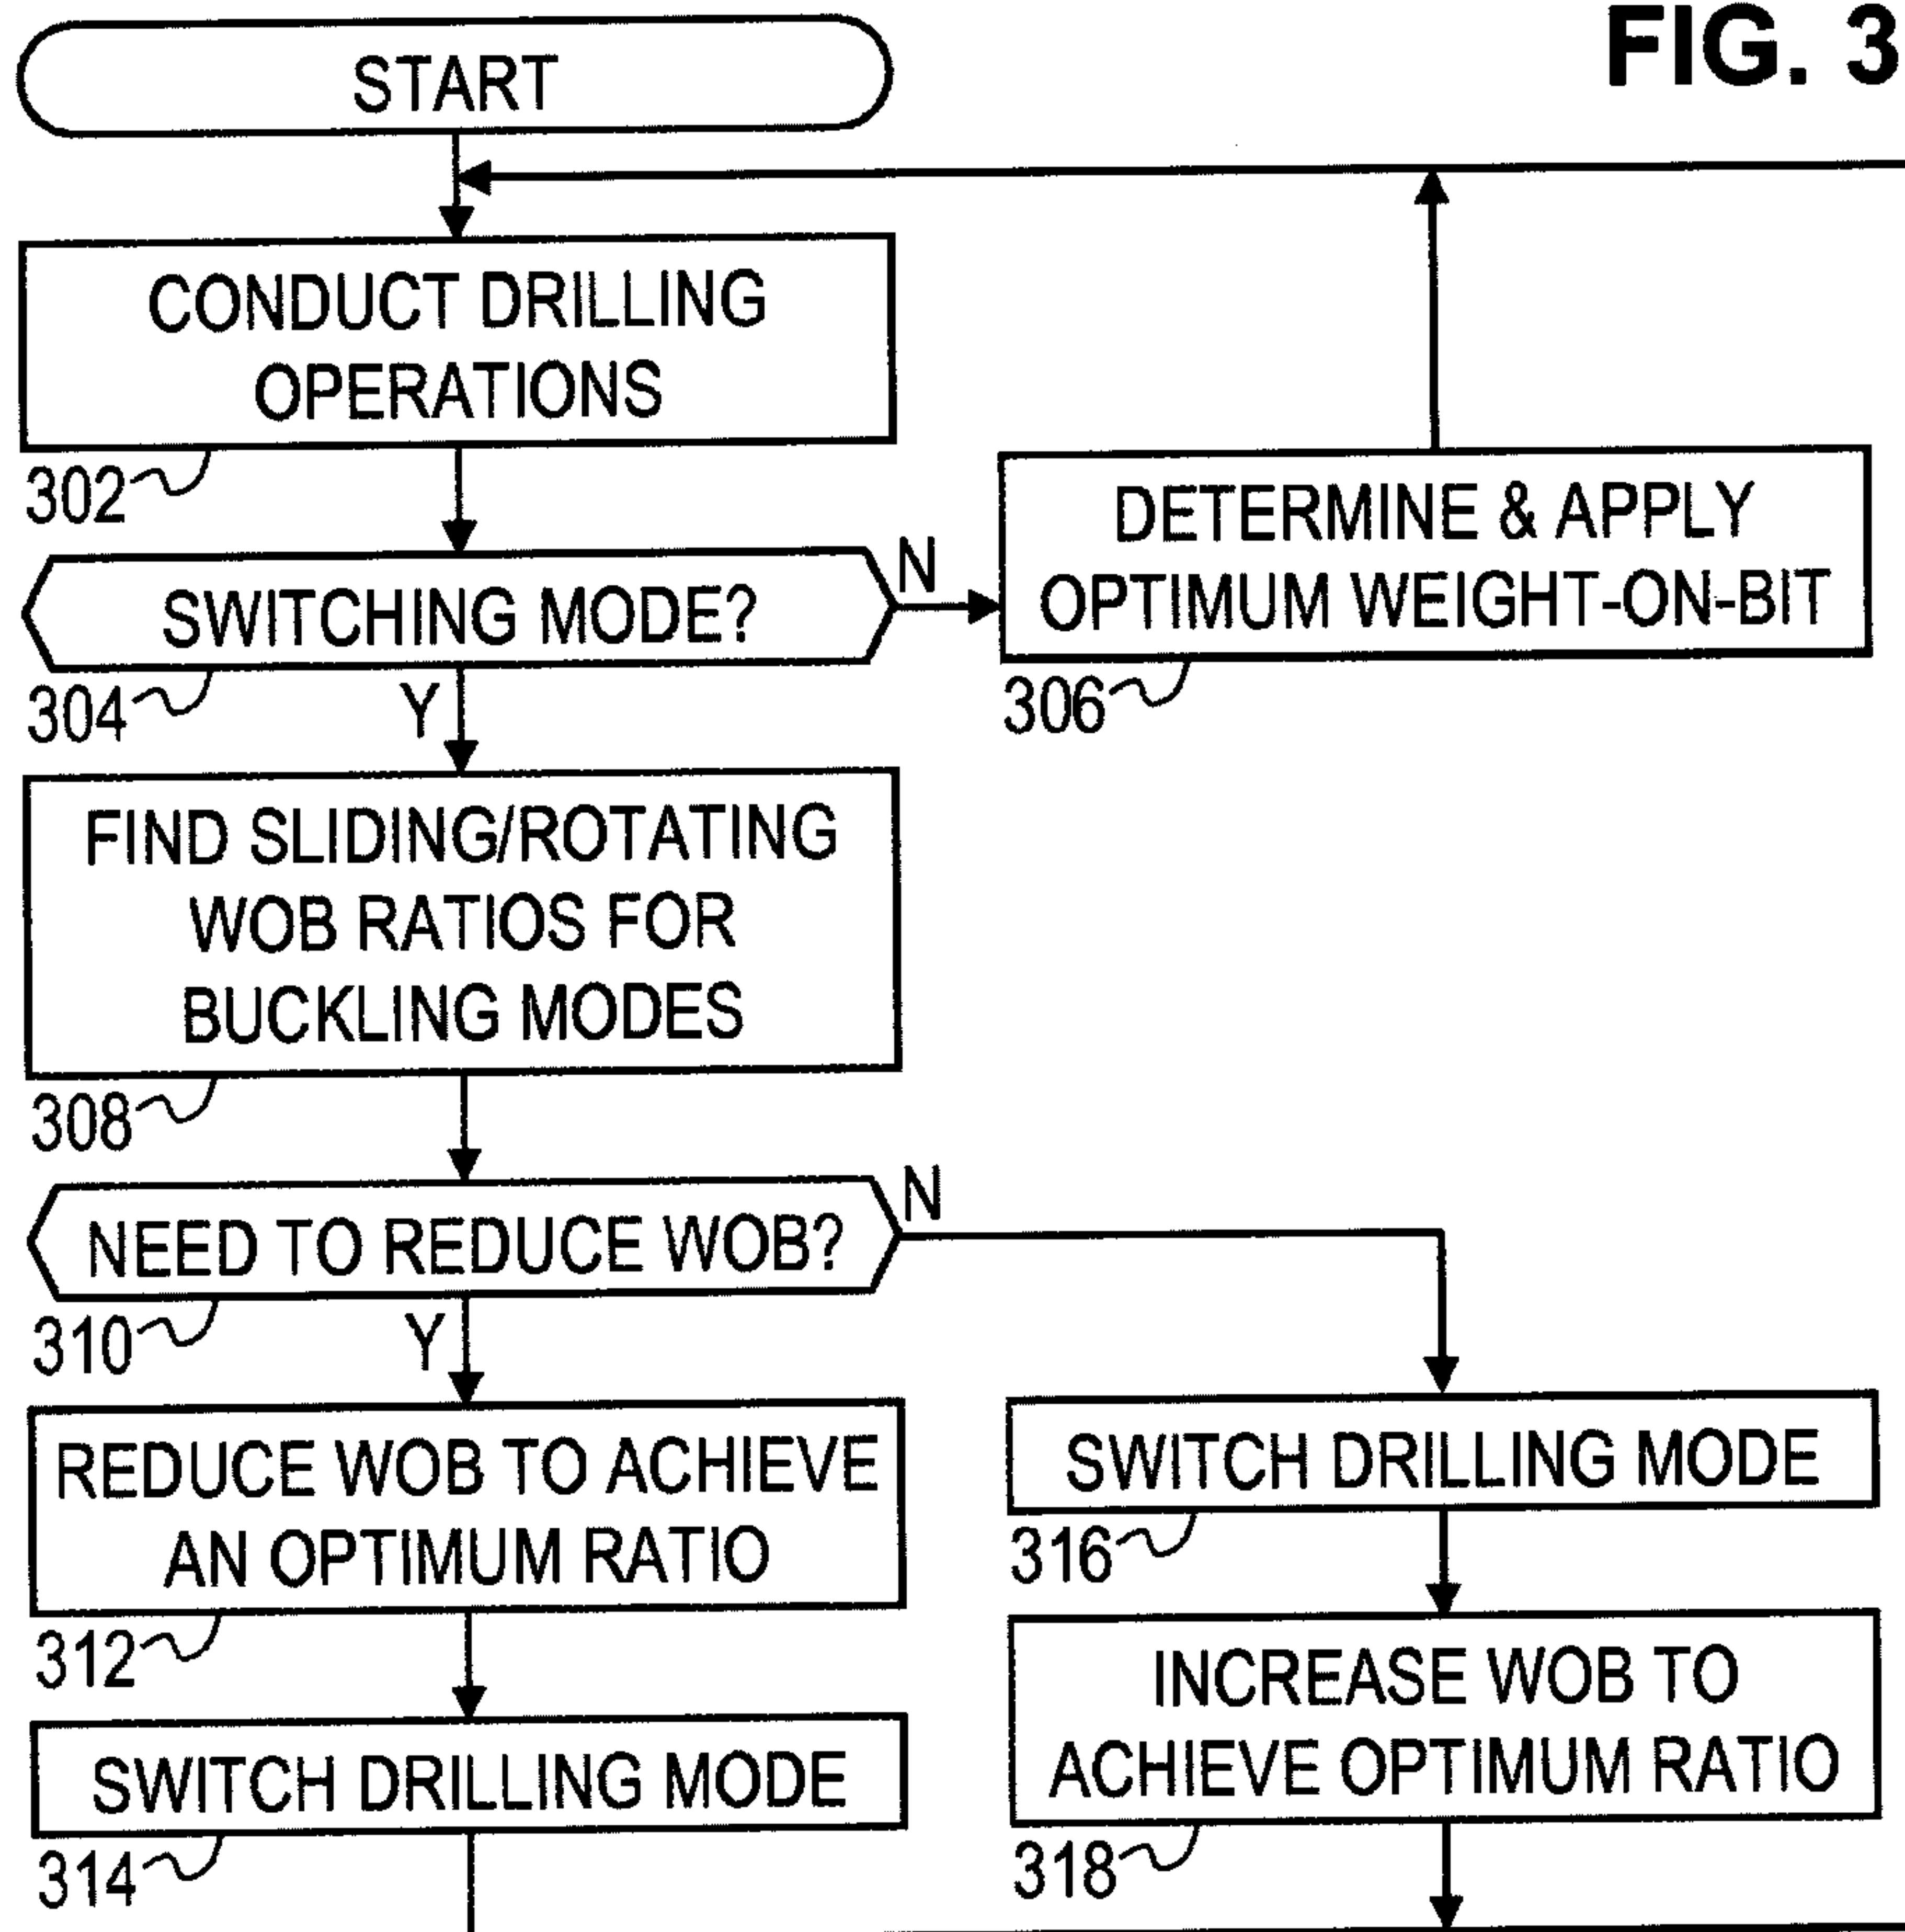 FIG. 3
START
CONDUCT DRILLING
OPERATIONS
302
SWITCHING MODE?
N
304
Y
DETERMINE & APPLY
OPTIMUM WEIGHT-ON-BIT
306
FIND SLIDING/ROTATING
WOB RATIOS FOR
BUCKLING MODES
308
NEED TO REDUCE WOB?
N
310
Y
REDUCE WOB TO ACHIEVE
AN OPTIMUM RATIO
312
SWITCH DRILLING MODE
314
SWITCH DRILLING MODE
316
INCREASE WOB TO
ACHIEVE OPTIMUM RATIO
318